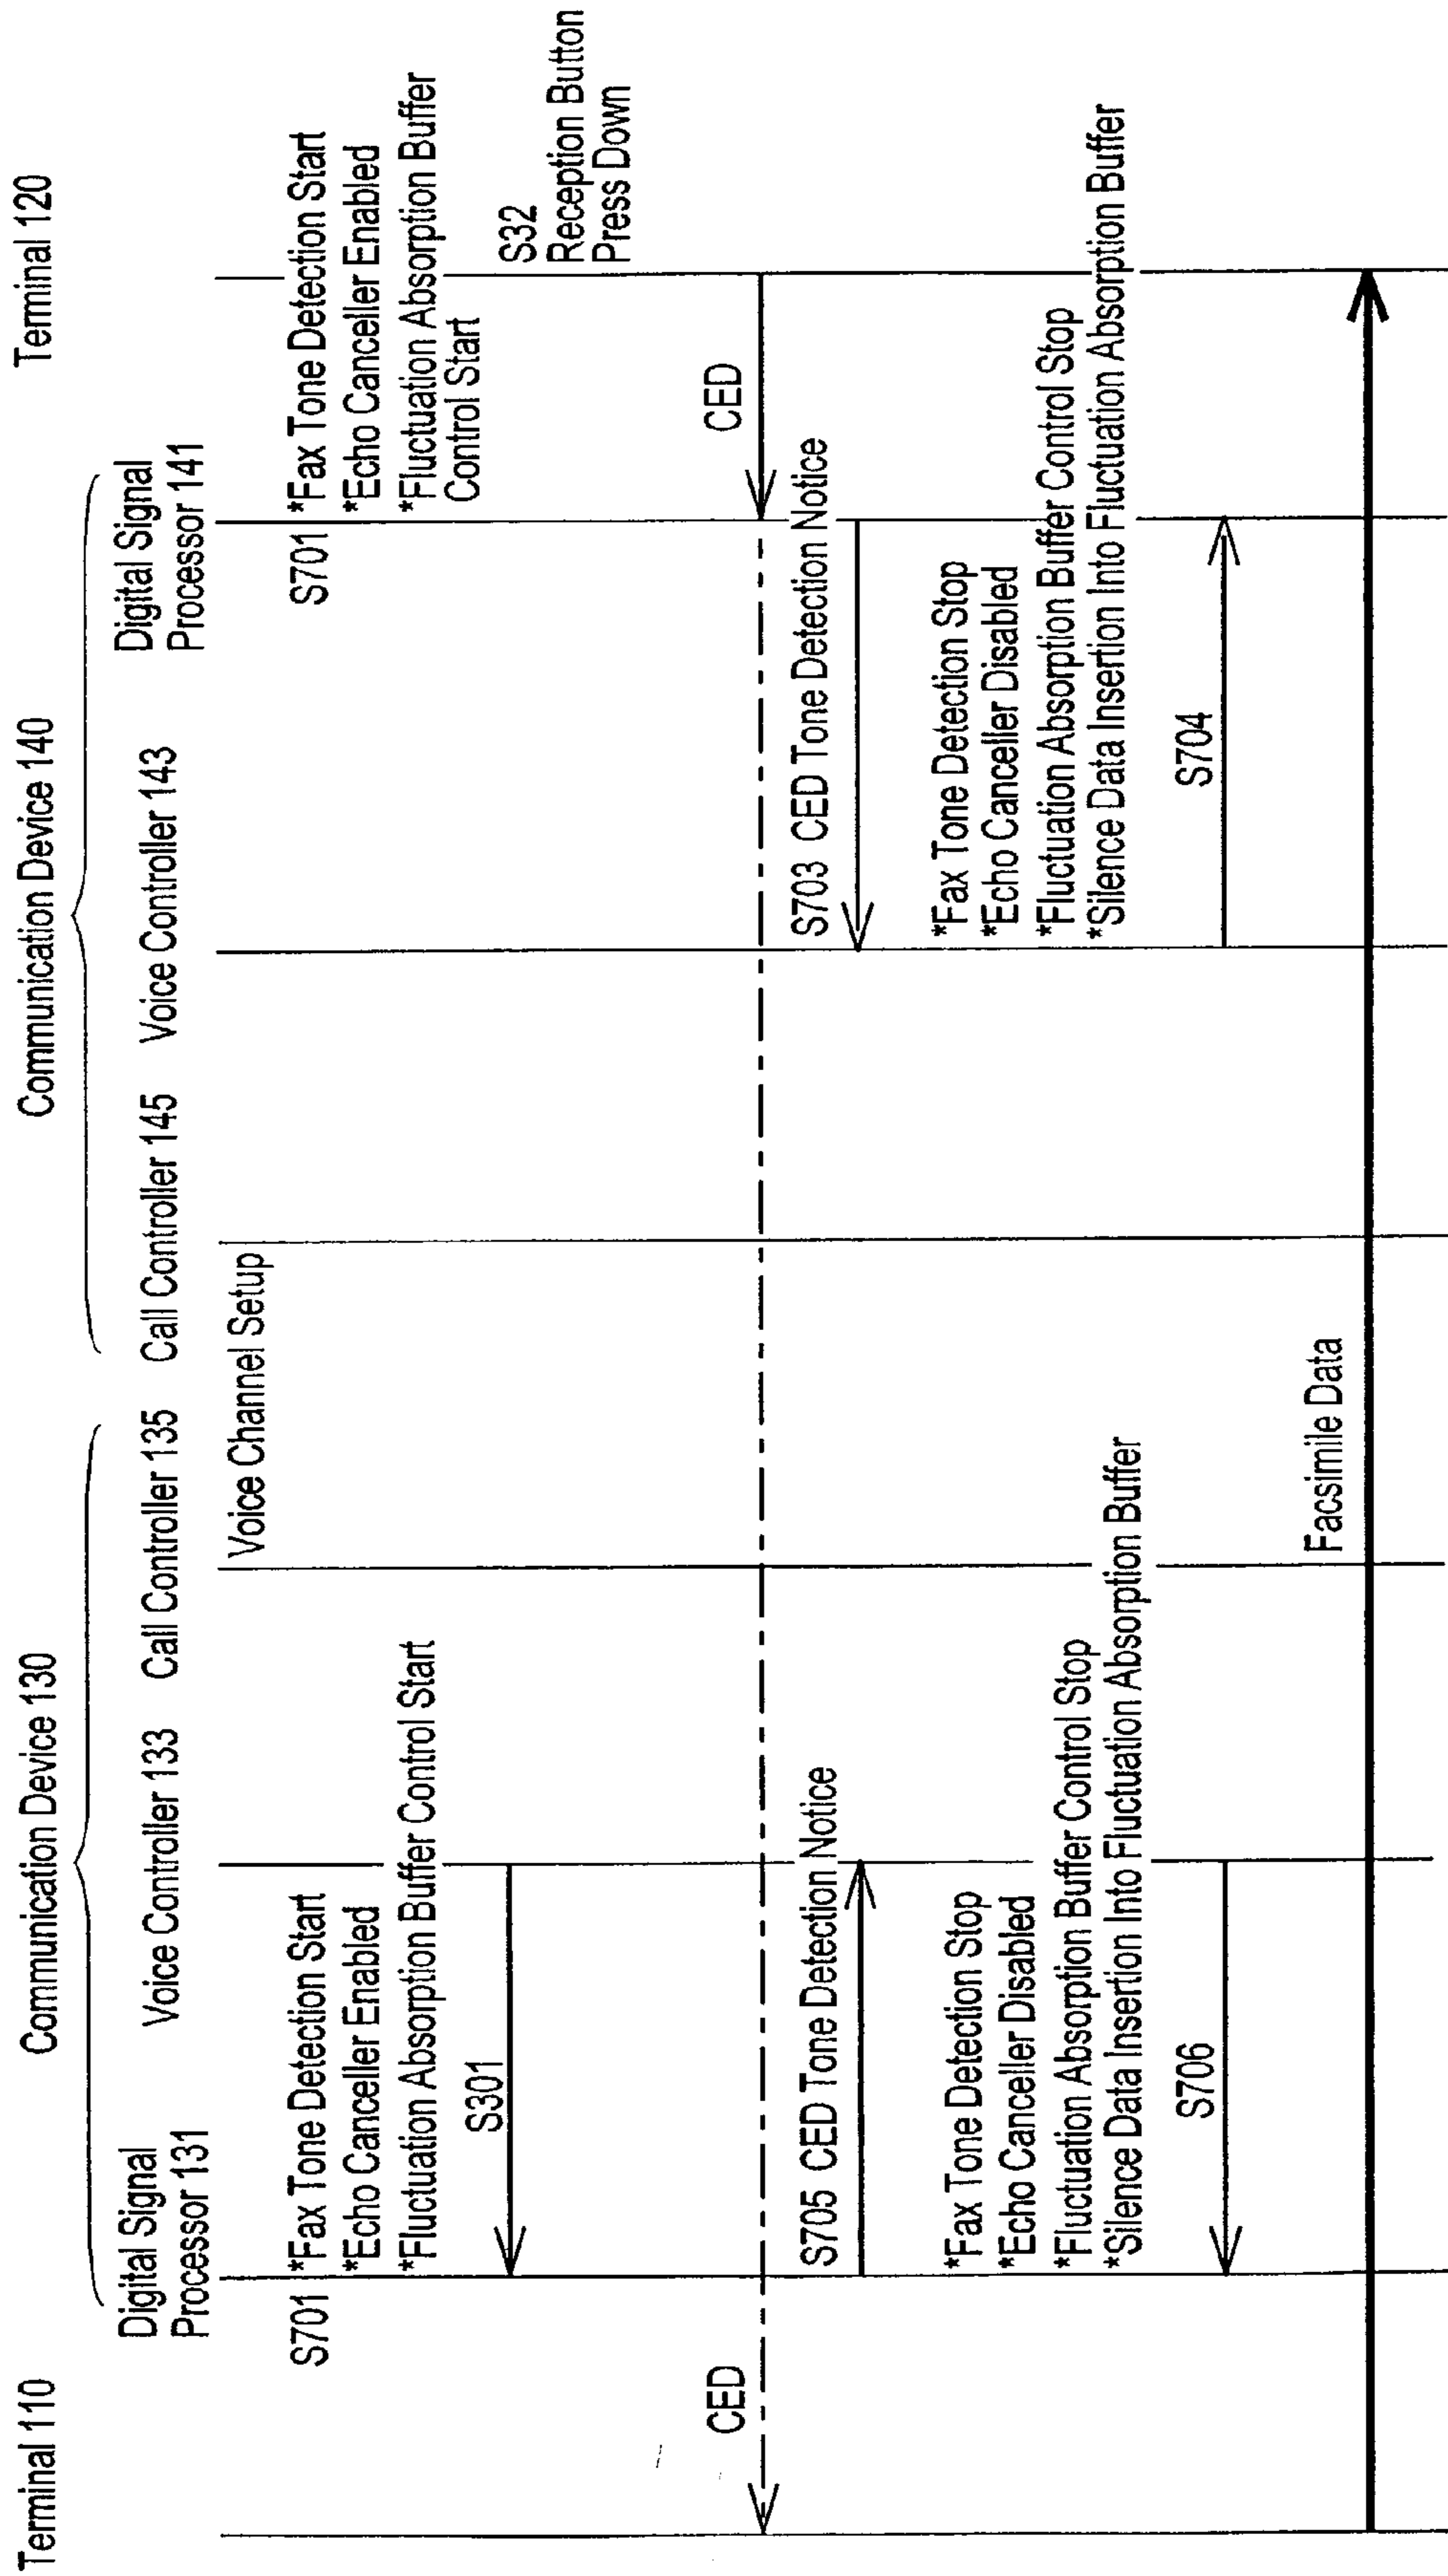 Terminal 110
Communication Device 130
Communication Device 140
Terminal 120
Digital Signal
Processor 131
Voice Controller 133
Call Controller 135
Call Controller 145
Voice Controller 143
Digital Signal
Processor 141
Voice Channel Setup
S701
*Fax Tone Detection Start
*Echo Canceller Enabled
*Fluctuation Absorption Buffer Control Start
S301
S701
*Fax Tone Detection Start
*Echo Canceller Enabled
*Fluctuation Absorption Buffer
Control Start
S32
Reception Button
Press Down
CED
CED
S705 CED Tone Detection Notice
S703 CED Tone Detection Notice
*Fax Tone Detection Stop
*Echo Canceller Disabled
*Fluctuation Absorption Buffer Control Stop
*Silence Data Insertion Into Fluctuation Absorption Buffer
S706
*Fax Tone Detection Stop
*Echo Canceller Disabled
*Fluctuation Absorption Buffer Control Stop
*Silence Data Insertion Into Fluctuation Absorption Buffer
S704
Facsimile Data